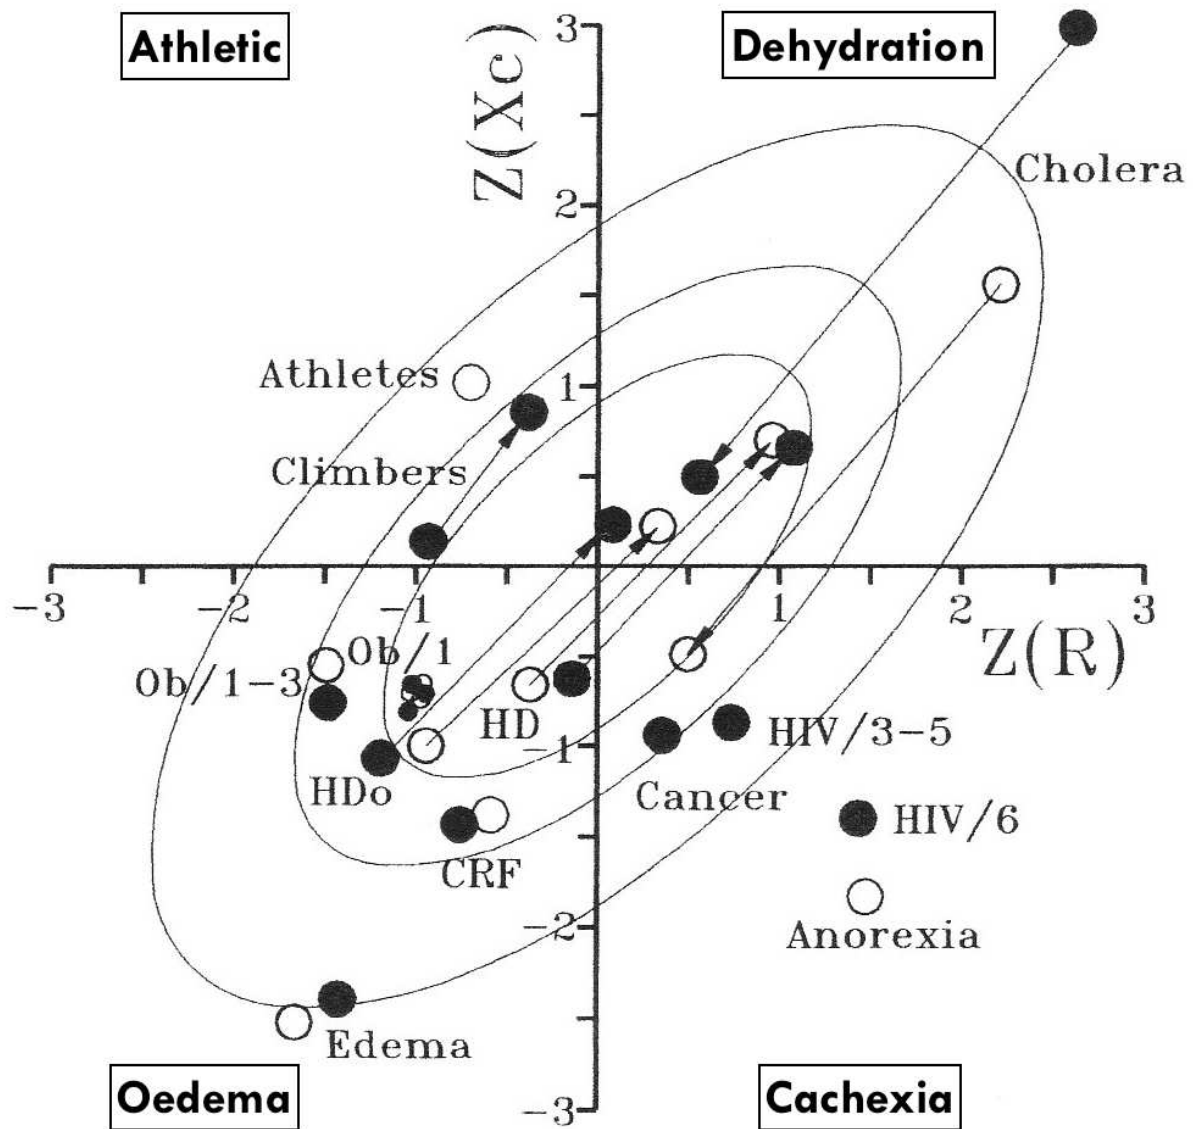 Athletic
3
Dehydration
Z(Xc)
Cholera
2
Athletes
1
Climbers
-3
-2
-1
1
2
3
Z(R)
Ob/1
Ob/1-3
HD
-1
HIV/3-5
HDo
Cancer
HIV/6
CRF
-2
Anorexia
Edema
Oedema
-3
Cachexia